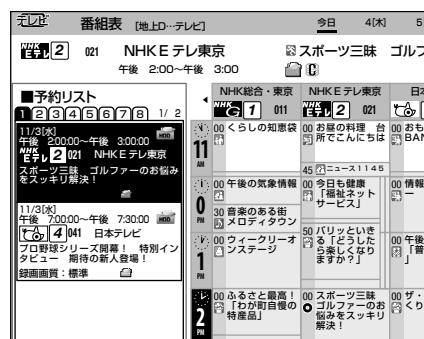 テレビ 番組表 [地上D…テレビ] 今日 4[木] 5
NHK Eテレ 2 021 NHKEテレ東京 スポーツ三昧 ゴルフ
午後 2:00～午後 3:00
■予約リスト
1 2 3 4 5 6 7 8 1/ 2
11/3[水]
午後 2:00:00～午後 3:00:00 HDD
NHK Eテレ 2 021 NHKEテレ東京
スポーツ三昧 ゴルファーのお悩み
をスッキリ解決！
11/3[水]
午後 7:00:00～午後 7:30:00 HDD
4 041 日本テレビ
プロ野球シリーズ開幕！ 特別イン
タビュー 期待の新人登場！
録画画質：標準
NHK総合・東京 NHKEテレ東京 日本
NHK G 1 011 NHK Eテレ 2 021
11 AM
00 くらしの知恵袋
00 お昼の料理 台
所でこんにちは
45 ニュース1145
00 おも
BAN
0 PM
00 午後の気象情報
30 音楽のある街
メロディタウン
00 今日も健康
「福祉ネット
サービス」
50 バリッといき
る「どうした
ら楽しくなり
ますか？」
00 情報
ー
1 PM
00 ウィークリーオ
ンステージ
00 午後
「普
」
2 PM
00 ふるさと最高！
「わが町自慢の
特産品」
00 スポーツ三昧
ゴルファーのお
悩みをスッキリ
解決！
00 ザ・
くり